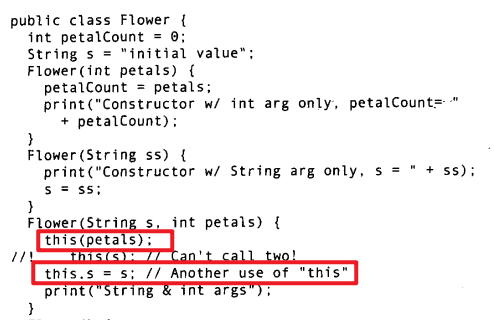 public class Flower {
int petalCount = 0;
String s = "initial value";
Flower(int petals) {
petalCount = petals;
print("Constructor w/ int arg only, petalCount= "
+ petalCount);
}
Flower(String ss) {
print("Constructor w/ String arg only, s = " + ss);
s = ss;
}
Flower(String s, int petals) {
this(petals);
//! this(s); // Can't call two!
this.s = s; // Another use of "this"
print("String & int args");
}